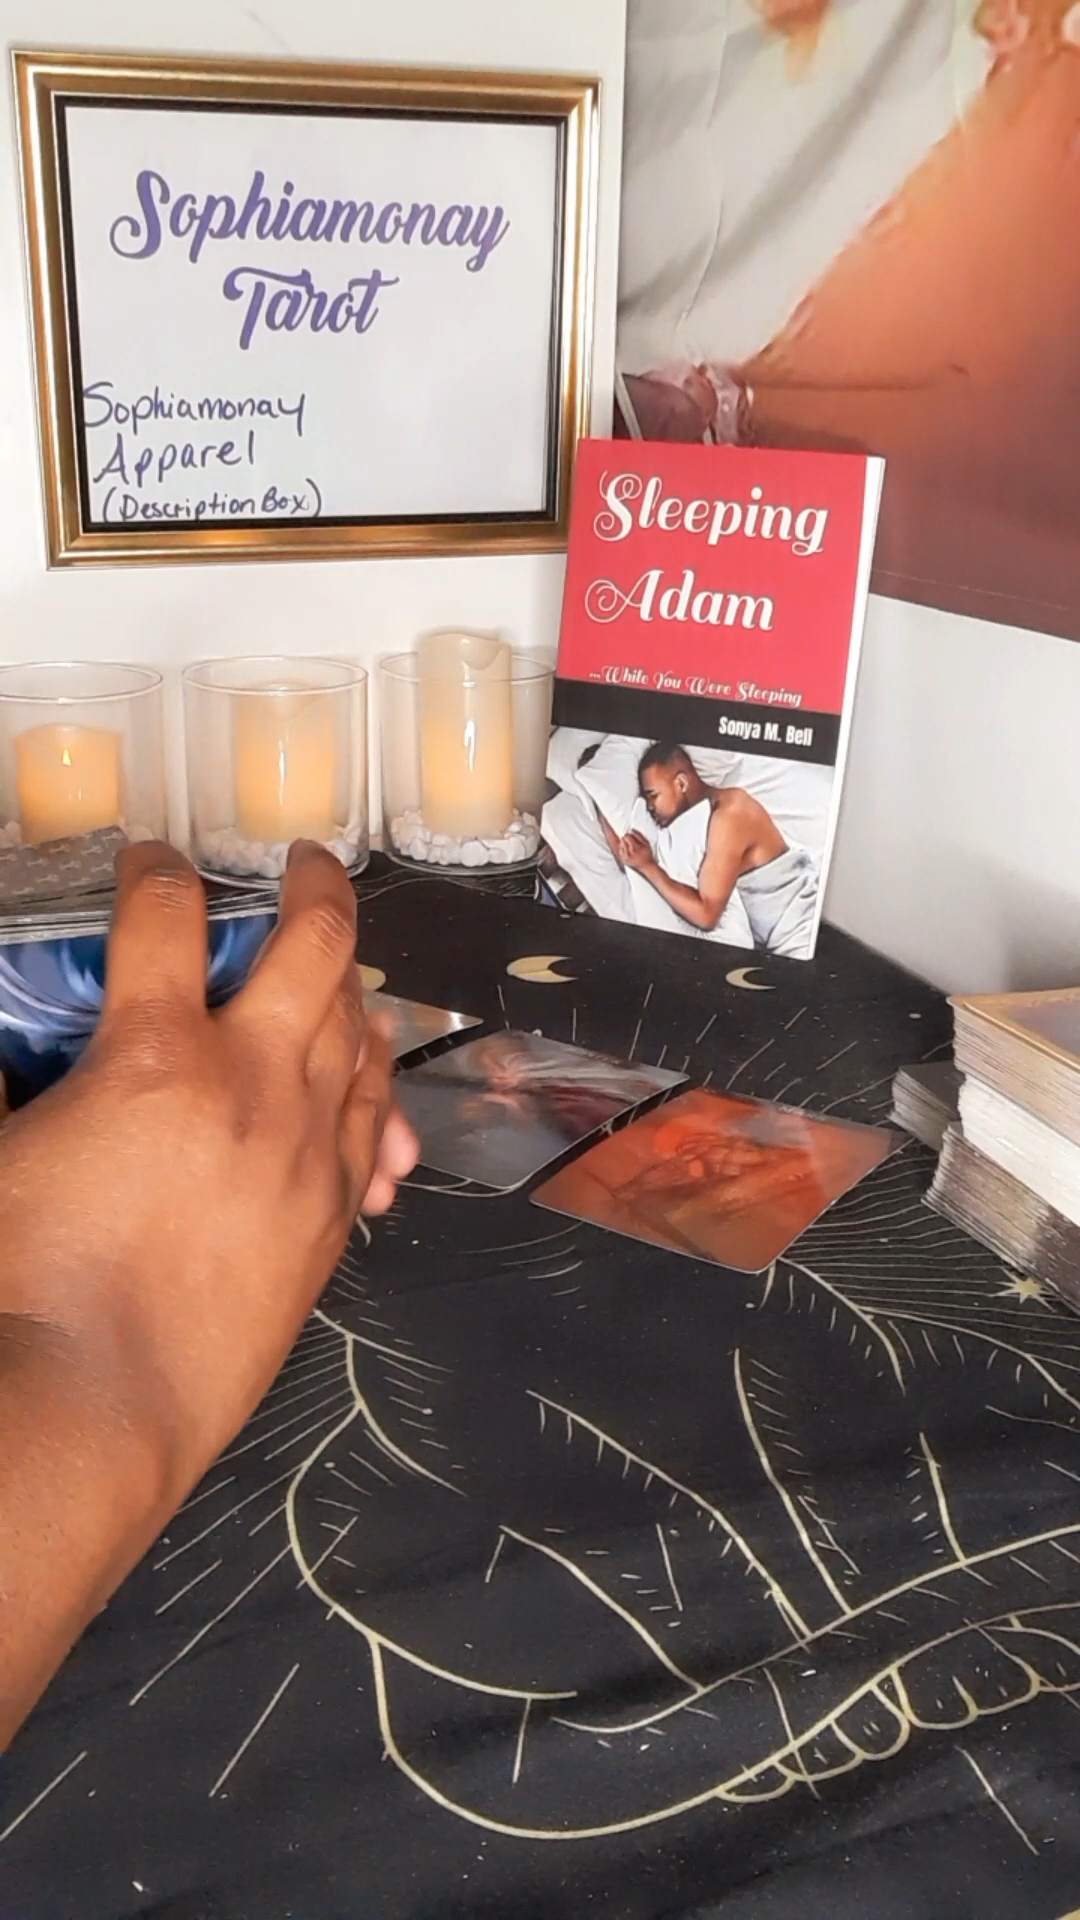 Sophiamonay
Tarot
Sophiamonay
Apparel
(Description Box)
Sleeping
Adam
...While You Were Sleeping
Sonya M. Bell